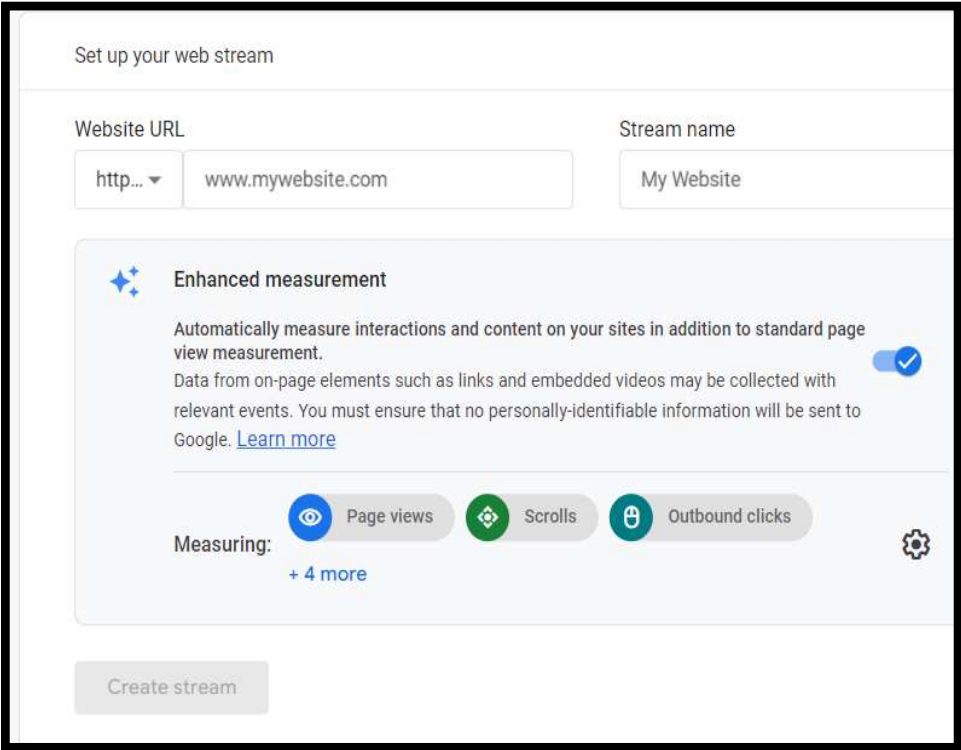 Set up your web stream
Website URL
Stream name
http...
www.mywebsite.com
My Website
Enhanced measurement
Automatically measure interactions and content on your sites in addition to standard page
view measurement.
Data from on-page elements such as links and embedded videos may be collected with
relevant events. You must ensure that no personally-identifiable information will be sent to
Google. Learn more
Measuring:
Page views
Scrolls
Outbound clicks
+ 4 more
Create stream